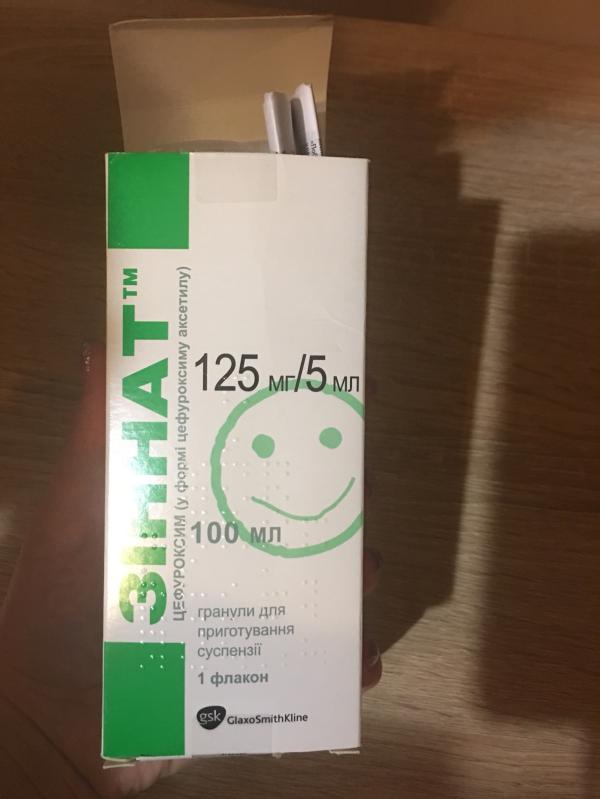 ЗІННАТ™
ЦЕФУРОКСИМ (у формі цефуроксиму аксетилу)
125 мг/5 мл
100 мл
гранули для
приготування
суспензії
1 флакон
gsk GlaxoSmithKline